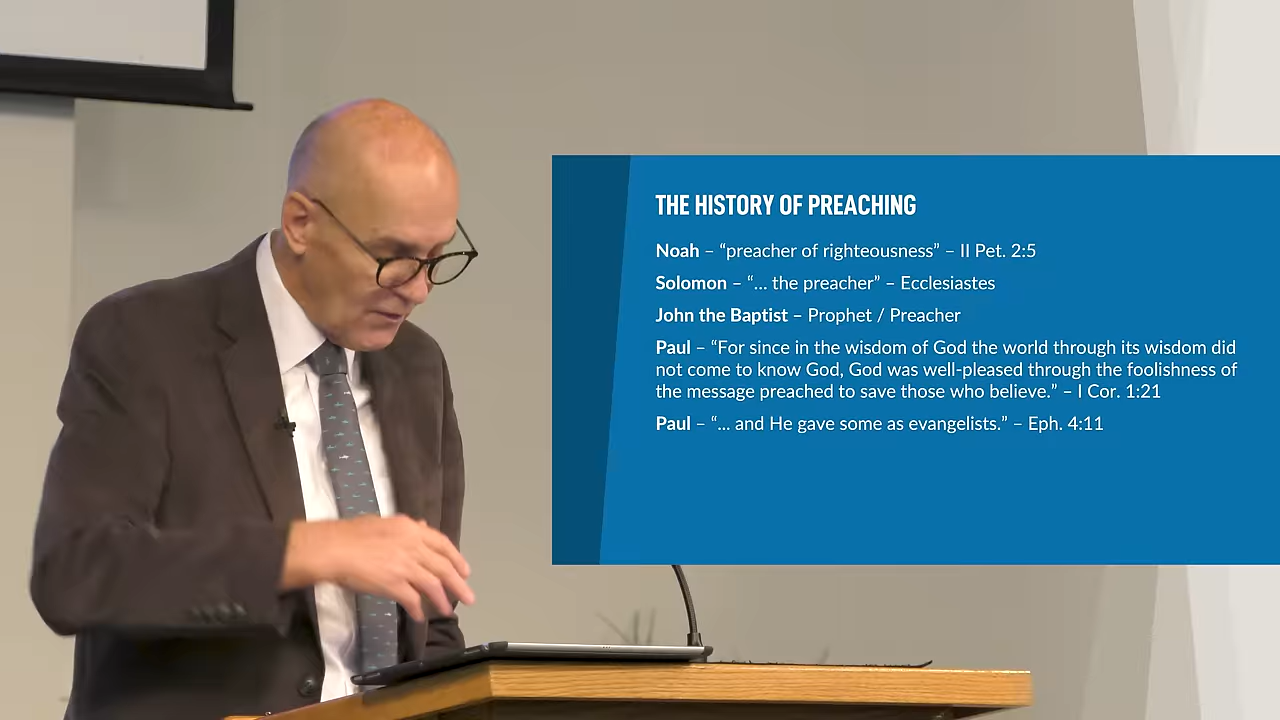 THE HISTORY OF PREACHING
Noah – “preacher of righteousness” – II Pet. 2:5
Solomon – “... the preacher” – Ecclesiastes
John the Baptist – Prophet / Preacher
Paul – “For since in the wisdom of God the world through its wisdom did
not come to know God, God was well-pleased through the foolishness of
the message preached to save those who believe.” – I Cor. 1:21
Paul – “... and He gave some as evangelists.” – Eph. 4:11